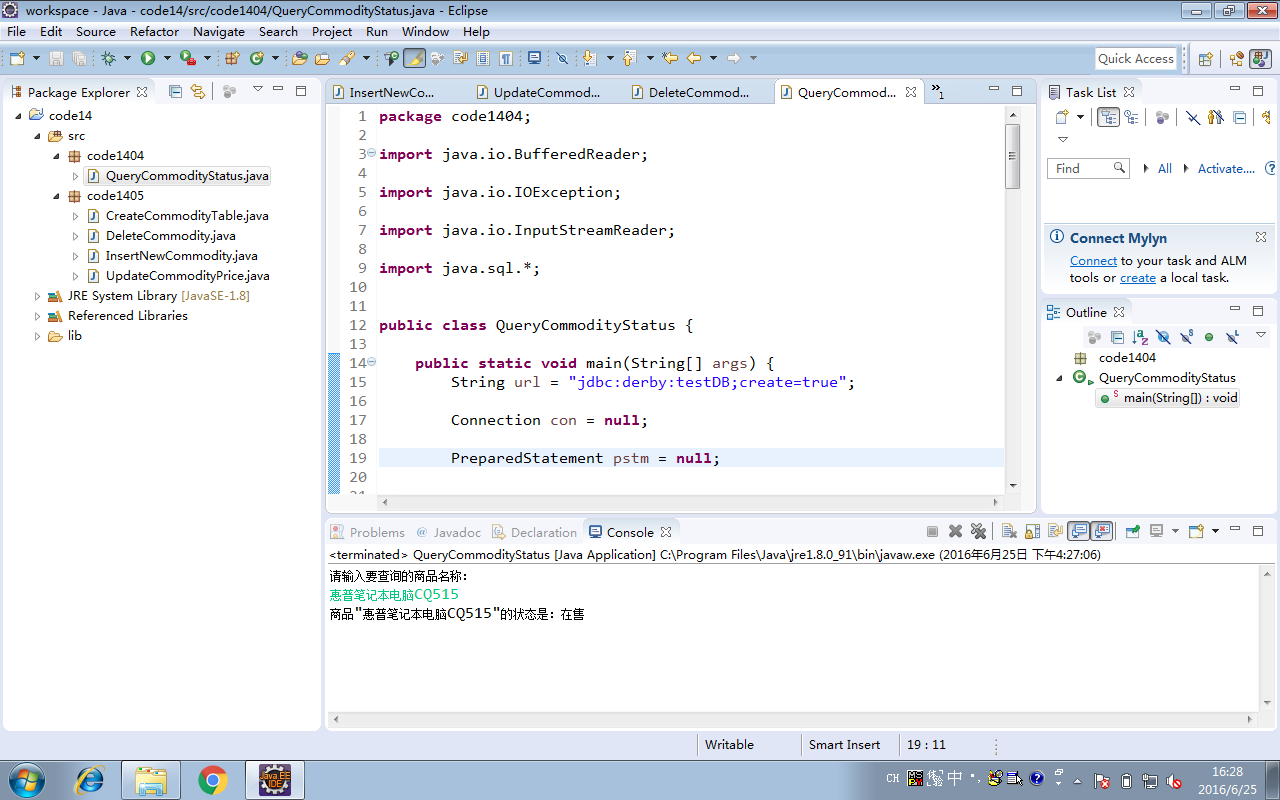 workspace - Java - code14/src/code1404/QueryCommodityStatus.java - Eclipse
File Edit Source Refactor Navigate Search Project Run Window Help
Quick Access
Package Explorer
code14
src
code1404
QueryCommodityStatus.java
code1405
CreateCommodityTable.java
DeleteCommodity.java
InsertNewCommodity.java
UpdateCommodityPrice.java
JRE System Library [JavaSE-1.8]
Referenced Libraries
lib
InsertNewCo... UpdateCommod... DeleteCommod... QueryCommod... »1
1 package code1404;
2
3 import java.io.BufferedReader;
4
5 import java.io.IOException;
6
7 import java.io.InputStreamReader;
8
9 import java.sql.*;
10
11
12 public class QueryCommodityStatus {
13
14 public static void main(String[] args) {
15 String url = "jdbc:derby:testDB;create=true";
16
17 Connection con = null;
18
19 PreparedStatement pstm = null;
20
21
Task List
Find All Activate....
Connect Mylyn
Connect to your task and ALM
tools or create a local task.
Outline
code1404
QueryCommodityStatus
main(String[]) : void
Problems @ Javadoc Declaration Console
<terminated> QueryCommodityStatus [Java Application] C:\Program Files\Java\jre1.8.0_91\bin\javaw.exe (2016年6月25日 下午4:27:06)
请输入要查询的商品名称：
惠普笔记本电脑CQ515
商品"惠普笔记本电脑CQ515"的状态是：在售
Writable Smart Insert 19 : 11
Java EE
IDE
CH 中
16:28
2016/6/25